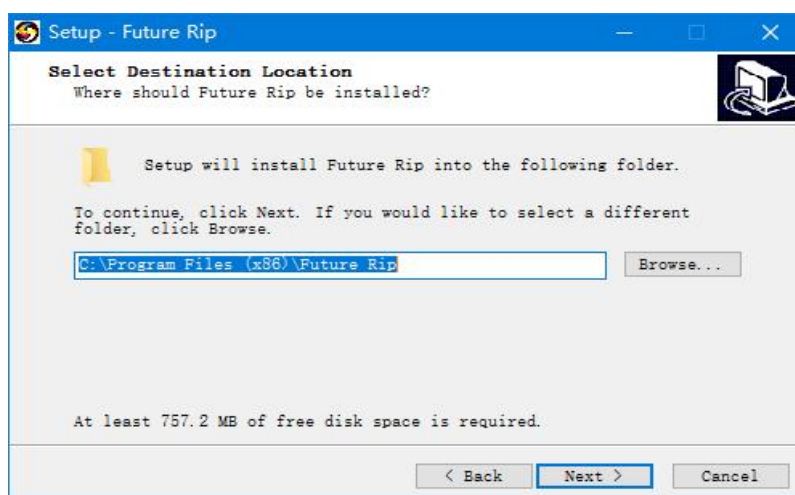 Setup - Future Rip
Select Destination Location
Where should Future Rip be installed?
Setup will install Future Rip into the following folder.
To continue, click Next. If you would like to select a different
folder, click Browse.
C:\Program Files (x86)\Future Rip
Browse...
At least 757.2 MB of free disk space is required.
< Back
Next >
Cancel